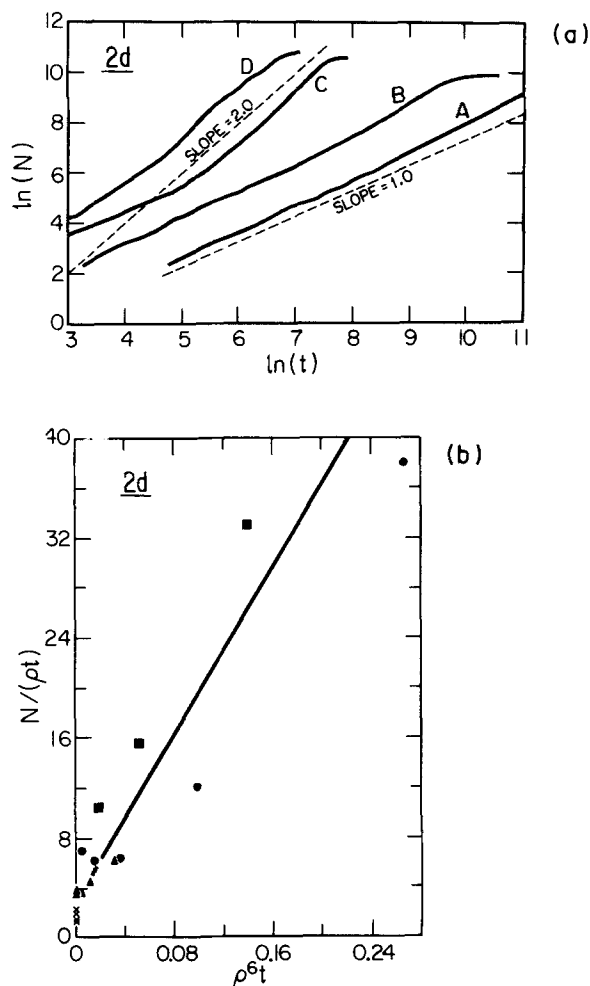 (a)
2d
12
10
8
6
4
2
0
ln(N)
D
C
B
A
SLOPE = 2.0
SLOPE = 1.0
3 4 5 6 7 8 9 10 11
ln(t)
(b)
2d
40
32
24
16
8
0
N/(ρt)
0 0.08 0.16 0.24
ρ⁶t